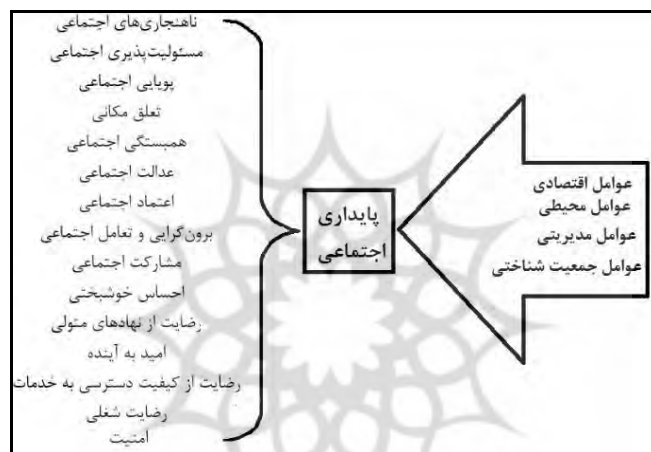 عوامل اقتصادی
عوامل محیطی
عوامل مدیریتی
عوامل جمعیت شناختی
پایداری
اجتماعی
ناهنجاری‌های اجتماعی
مسئولیت‌پذیری اجتماعی
پویایی اجتماعی
تعلق مکانی
همبستگی اجتماعی
عدالت اجتماعی
اعتماد اجتماعی
برون‌گرایی و تعامل اجتماعی
مشارکت اجتماعی
احساس خوشبختی
رضایت از نهادهای متولی
امید به آینده
رضایت از کیفیت دسترسی به خدمات
رضایت شغلی
امنیت